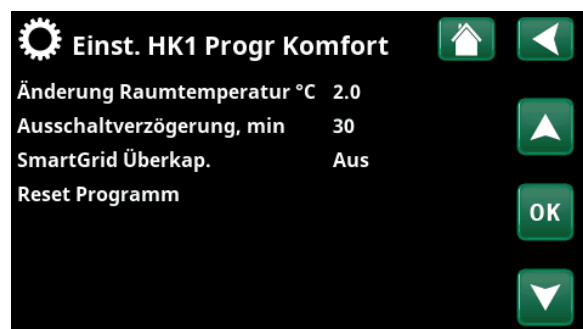 Einst. HK1 Progr Komfort
Änderung Raumtemperatur °C 2.0
Ausschaltverzögerung, min 30
SmartGrid Überkap. Aus
Reset Programm
OK